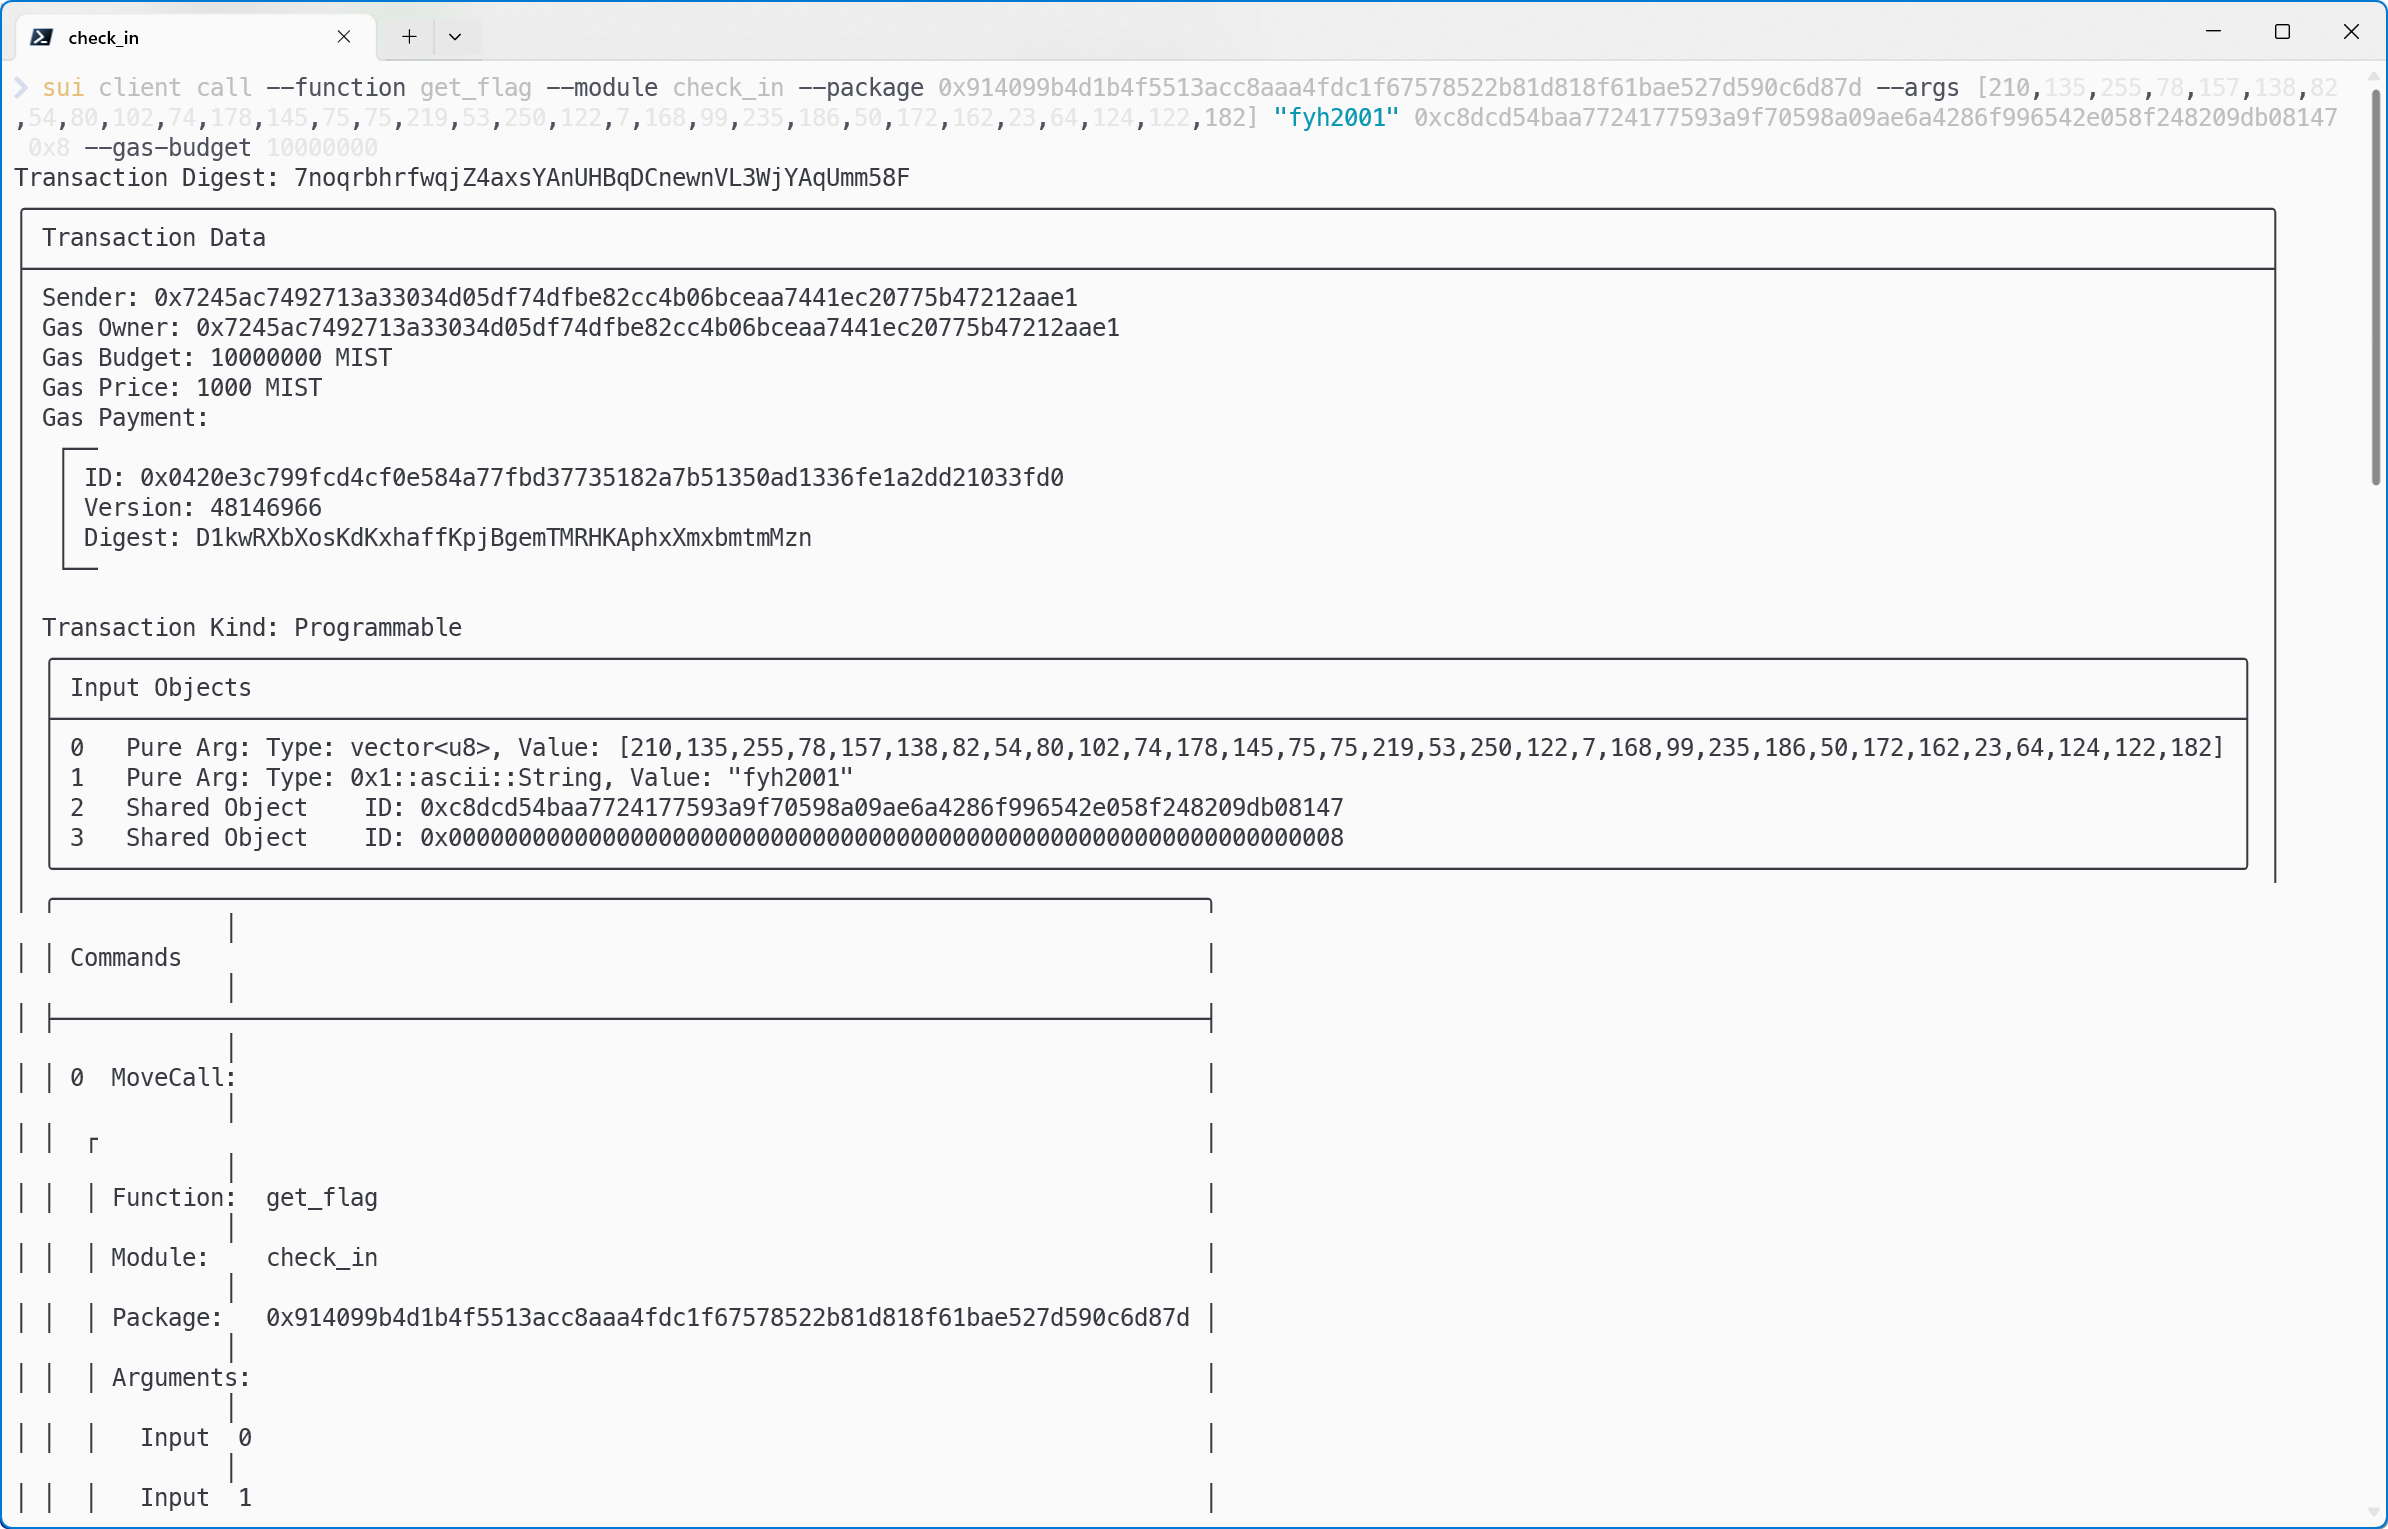 check_in
sui client call --function get_flag --module check_in --package 0x914099b4d1b4f5513acc8aaa4fdc1f67578522b81d818f61bae527d590c6d87d --args [210,135,255,78,157,138,82
,54,80,102,74,178,145,75,75,219,53,250,122,7,168,99,235,186,50,172,162,23,64,124,122,182] "fyh2001" 0xc8dcd54baa7724177593a9f70598a09ae6a4286f996542e058f248209db08147
0x8 --gas-budget 10000000
Transaction Digest: 7noqrbhrfwqjZ4axsYAnUHBqDCnewnVL3WjYAqUmm58F
Transaction Data
Sender: 0x7245ac7492713a33034d05df74dfbe82cc4b06bceaa7441ec20775b47212aae1
Gas Owner: 0x7245ac7492713a33034d05df74dfbe82cc4b06bceaa7441ec20775b47212aae1
Gas Budget: 10000000 MIST
Gas Price: 1000 MIST
Gas Payment:
ID: 0x0420e3c799fcd4cf0e584a77fbd37735182a7b51350ad1336fe1a2dd21033fd0
Version: 48146966
Digest: D1kwRXbXosKdKxhaffKpjBgemTMRHKAphxXmxbmtmMzn
Transaction Kind: Programmable
Input Objects
0 Pure Arg: Type: vector<u8>, Value: [210,135,255,78,157,138,82,54,80,102,74,178,145,75,75,219,53,250,122,7,168,99,235,186,50,172,162,23,64,124,122,182]
1 Pure Arg: Type: 0x1::ascii::String, Value: "fyh2001"
2 Shared Object ID: 0xc8dcd54baa7724177593a9f70598a09ae6a4286f996542e058f248209db08147
3 Shared Object ID: 0x0000000000000000000000000000000000000000000000000000000000000008
Commands
0 MoveCall:
Function: get_flag
Module: check_in
Package: 0x914099b4d1b4f5513acc8aaa4fdc1f67578522b81d818f61bae527d590c6d87d
Arguments:
Input 0
Input 1